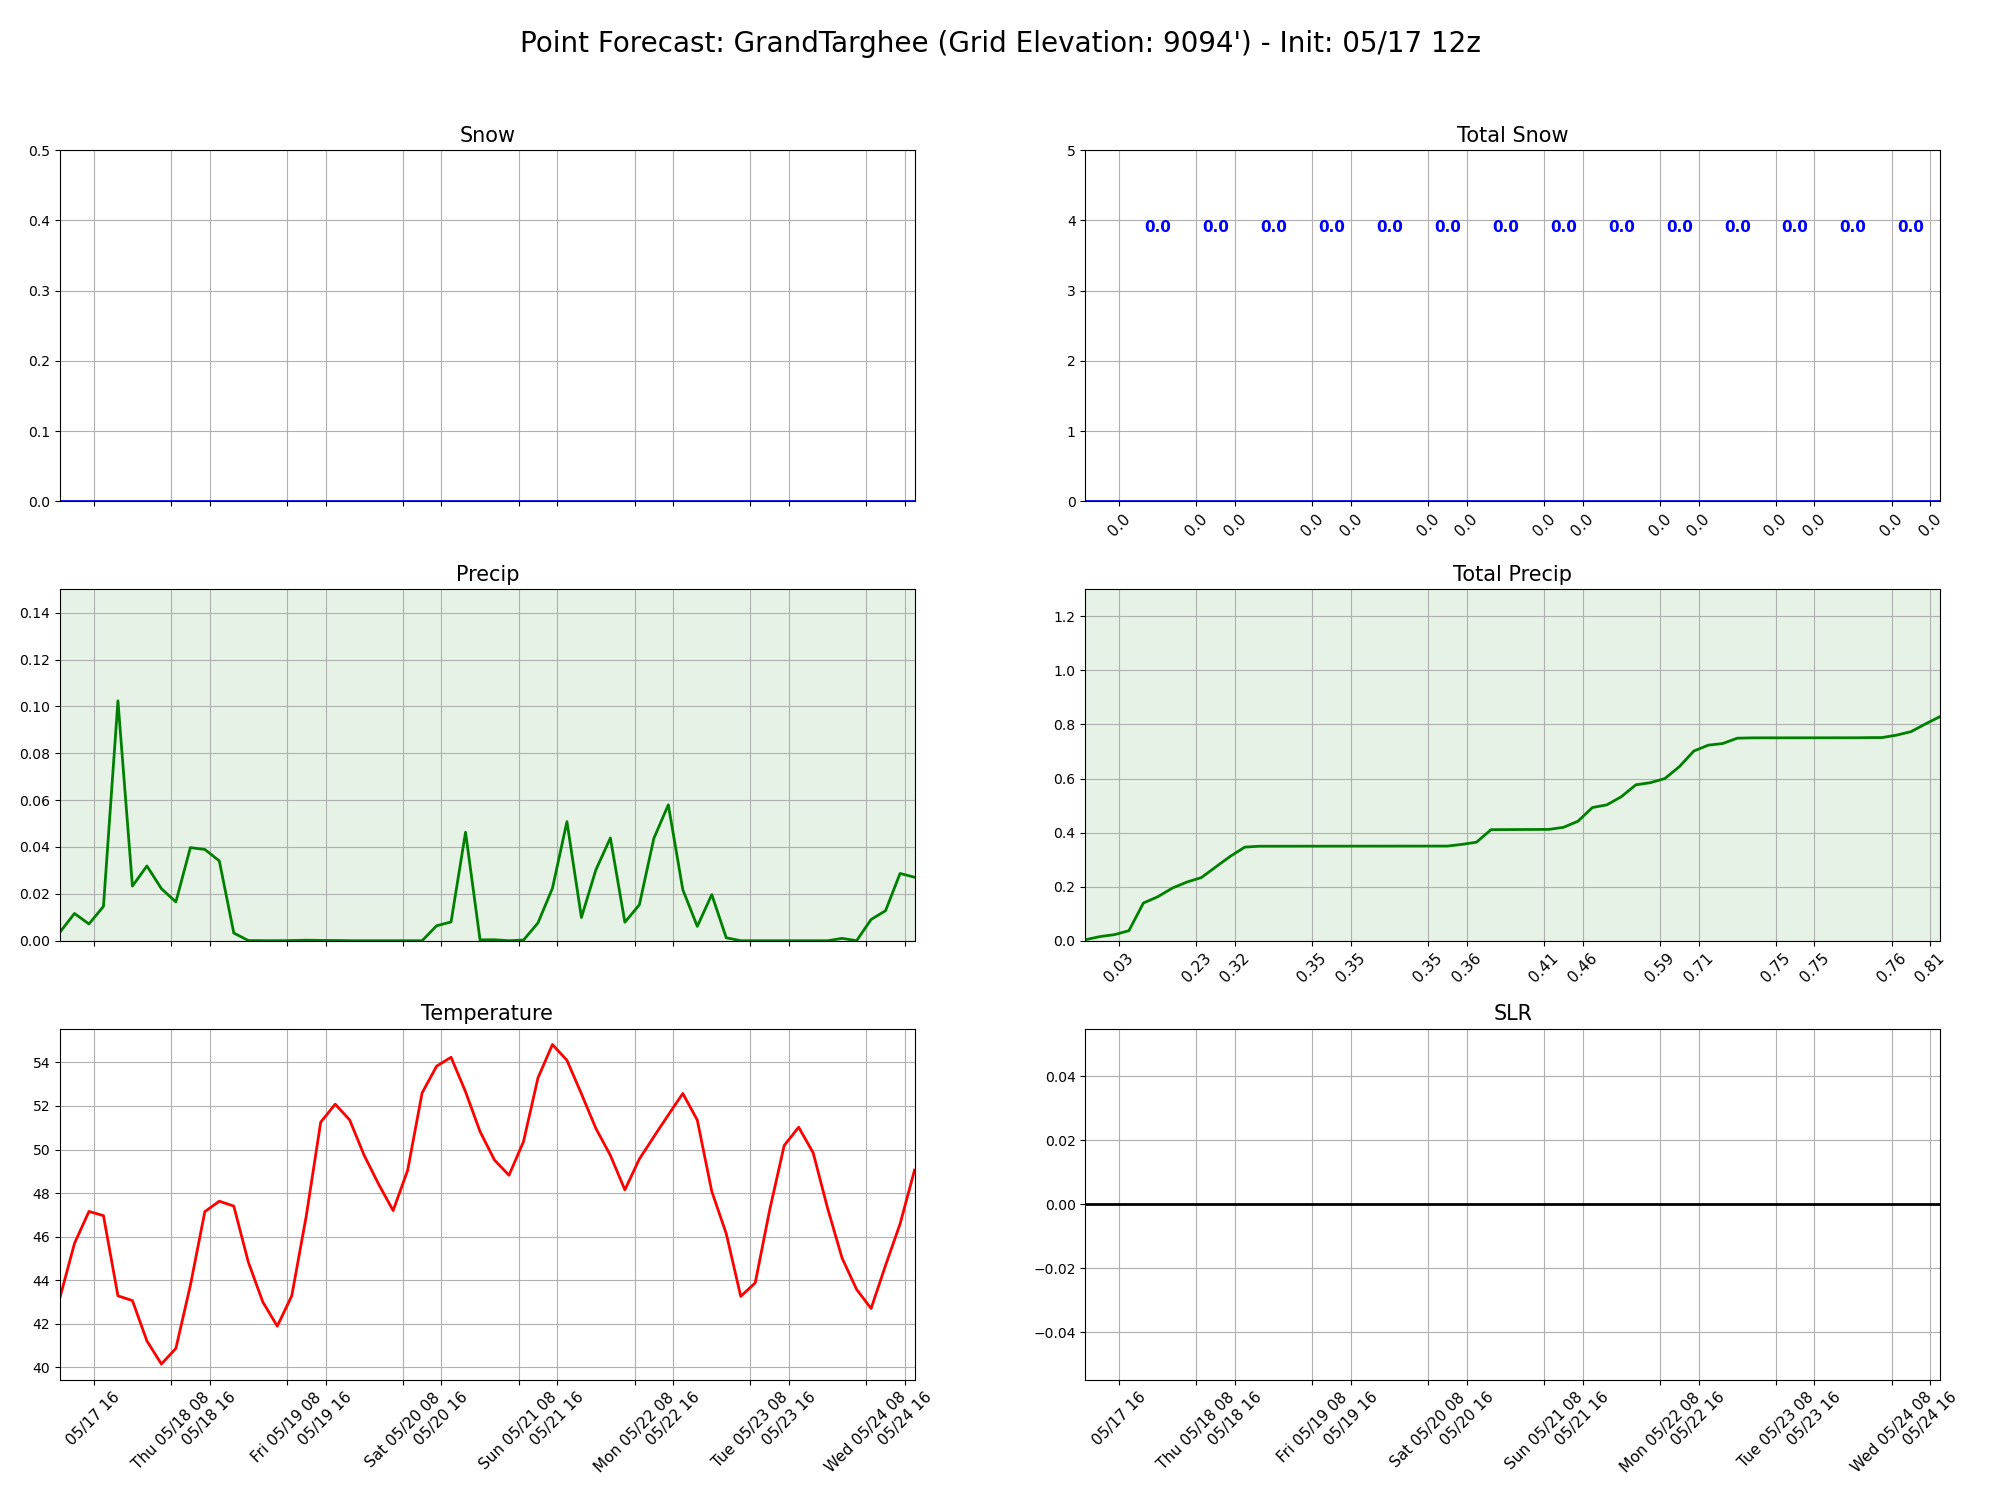 Point Forecast: GrandTarghee (Grid Elevation: 9094') - Init: 05/17 12z
Snow
0.5
0.4
0.3
0.2
0.1
0.0
Total Snow
5
4
3
2
1
0
0.0 0.0 0.0 0.0 0.0 0.0 0.0 0.0 0.0 0.0 0.0 0.0 0.0 0.0
0.0 0.0 0.0 0.0 0.0 0.0 0.0 0.0 0.0 0.0 0.0 0.0 0.0 0.0 0.0
Precip
0.14
0.12
0.10
0.08
0.06
0.04
0.02
0.00
Total Precip
1.2
1.0
0.8
0.6
0.4
0.2
0.0
0.03 0.23 0.32 0.35 0.35 0.35 0.36 0.41 0.46 0.59 0.71 0.75 0.75 0.76 0.81
Temperature
54
52
50
48
46
44
42
40
05/17 16
Thu 05/18 08
05/18 16
Fri 05/19 08
05/19 16
Sat 05/20 08
05/20 16
Sun 05/21 08
05/21 16
Mon 05/22 08
05/22 16
Tue 05/23 08
05/23 16
Wed 05/24 08
05/24 16
SLR
0.04
0.02
0.00
−0.02
−0.04
05/17 16
Thu 05/18 08
05/18 16
Fri 05/19 08
05/19 16
Sat 05/20 08
05/20 16
Sun 05/21 08
05/21 16
Mon 05/22 08
05/22 16
Tue 05/23 08
05/23 16
Wed 05/24 08
05/24 16